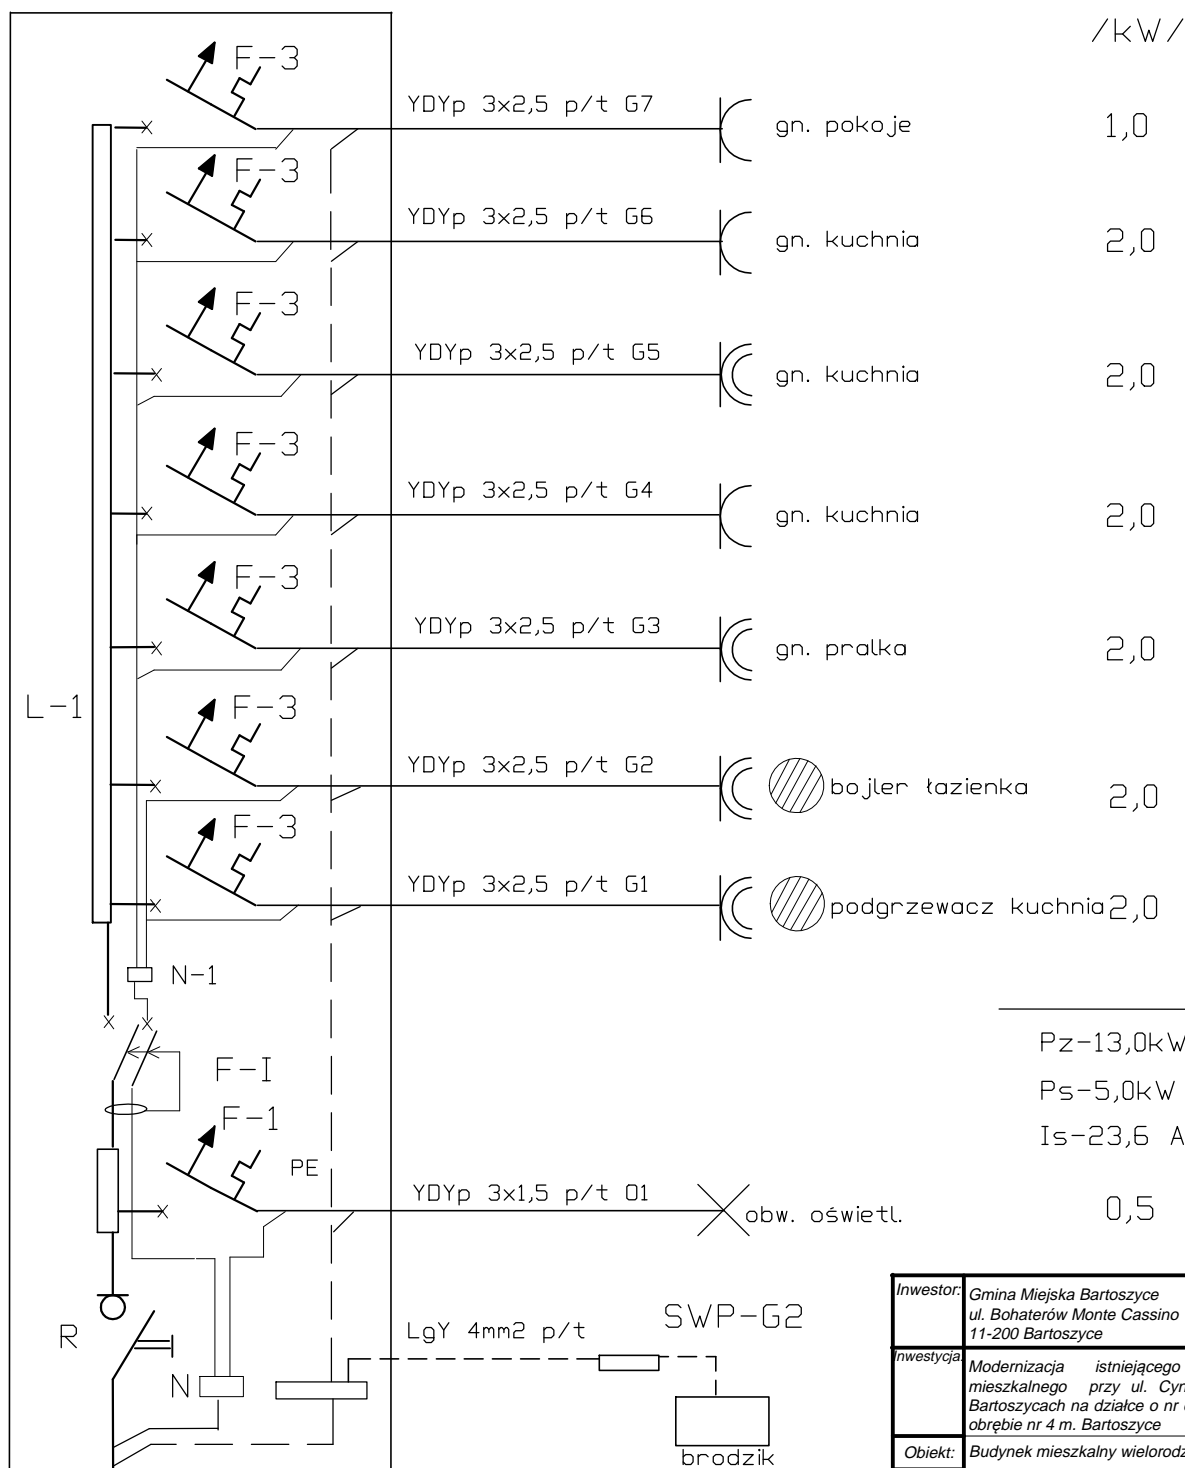 /kW/
F-3
YDYp 3x2,5 p/t G7
gn. pokoje
1,0
F-3
YDYp 3x2,5 p/t G6
gn. kuchnia
2,0
F-3
YDYp 3x2,5 p/t G5
gn. kuchnia
2,0
F-3
YDYp 3x2,5 p/t G4
gn. kuchnia
2,0
F-3
YDYp 3x2,5 p/t G3
gn. pralka
2,0
L-1
F-3
YDYp 3x2,5 p/t G2
bojler łazienka
2,0
F-3
YDYp 3x2,5 p/t G1
podgrzewacz kuchnia
2,0
N-1
Pz-13,0kW
F-I
Ps-5,0kW
F-1
Is-23,6 A
PE
YDYp 3x1,5 p/t O1
obw. oświetl.
0,5
R
LgY 4mm2 p/t
SWP-G2
N
brodzik
Inwestor: Gmina Miejska Bartoszyce
ul. Bohaterów Monte Cassino
11-200 Bartoszyce
Inwestycja: Modernizacja istniejącego
mieszkalnego przy ul. Cyn
Bartoszycach na działce o nr
obrębie nr 4 m. Bartoszyce
Obiekt: Budynek mieszkalny wielorodz